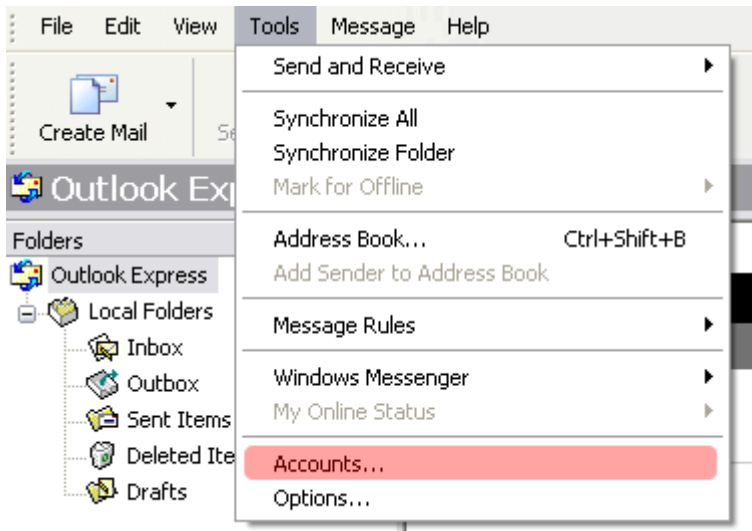 File Edit View Tools Message Help
Create Mail
Outlook Exp
Folders
Outlook Express
Local Folders
Inbox
Outbox
Sent Items
Deleted Ite
Drafts
Send and Receive
Synchronize All
Synchronize Folder
Mark for Offline
Address Book... Ctrl+Shift+B
Add Sender to Address Book
Message Rules
Windows Messenger
My Online Status
Accounts...
Options...